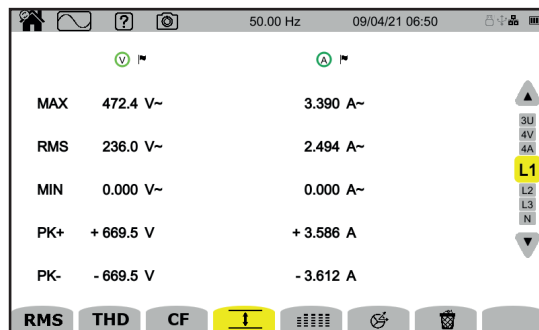 ? 50.00 Hz 09/04/21 06:50
V A
MAX 472.4 V~ 3.390 A~
3U
4V
RMS 236.0 V~ 2.494 A~
4A
L1
MIN 0.000 V~ 0.000 A~
L2
L3
N
PK+ + 669.5 V + 3.586 A
PK- - 669.5 V - 3.612 A
RMS THD CF